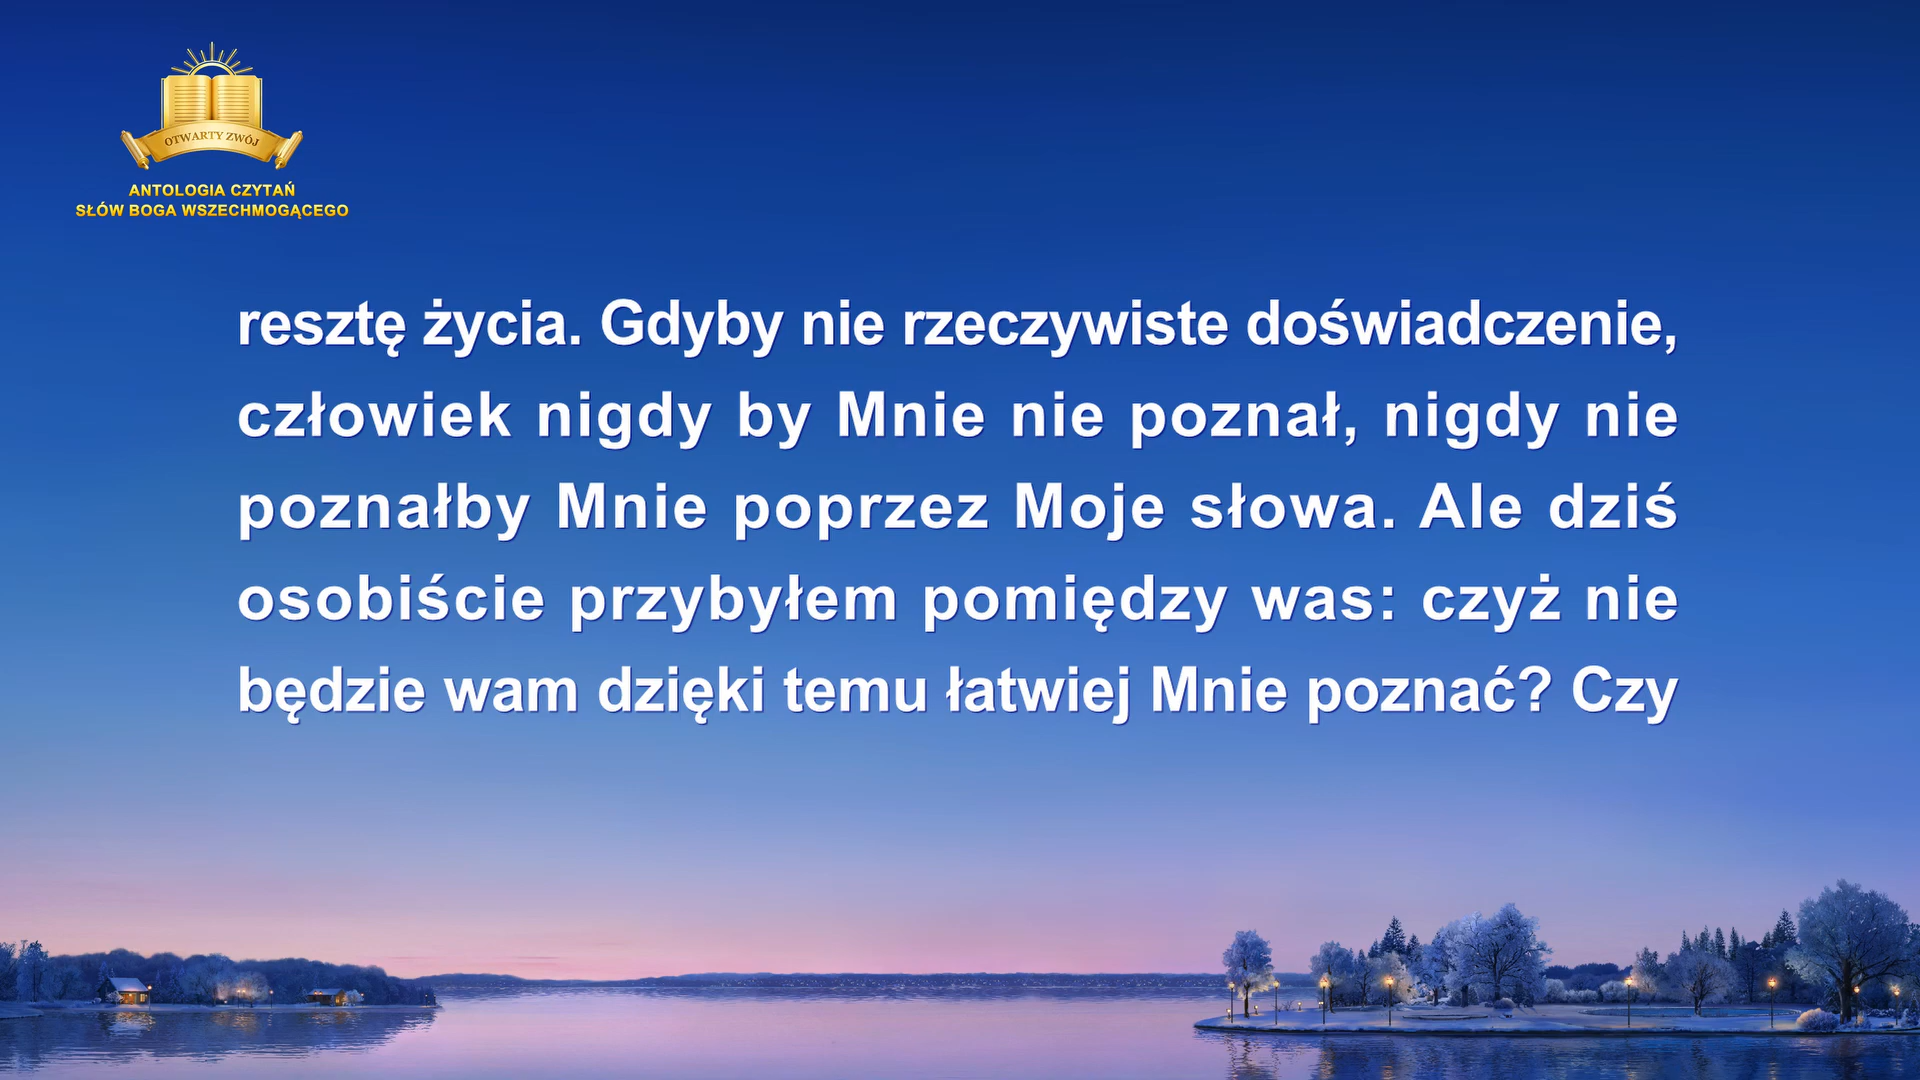 OTWARTY ZWÓJ
ANTOLOGIA CZYTAŃ
SŁÓW BOGA WSZECHMOGĄCEGO
resztę życia. Gdyby nie rzeczywiste doświadczenie,
człowiek nigdy by Mnie nie poznał, nigdy nie
poznałby Mnie poprzez Moje słowa. Ale dziś
osobiście przybyłem pomiędzy was: czyż nie
będzie wam dzięki temu łatwiej Mnie poznać? Czy